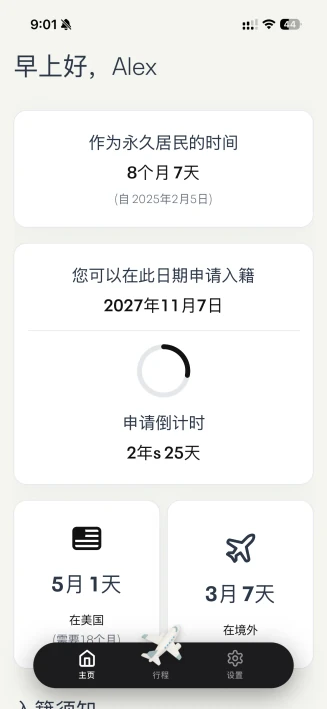 9:01
44
早上好，Alex
作为永久居民的时间
8个月 7天
(自 2025年2月5日)
您可以在此日期申请入籍
2027年11月7日
申请倒计时
2年s 25天
5月 1天
在美国
(需要18个月)
3月 7天
在境外
主页
行程
设置
入籍须知